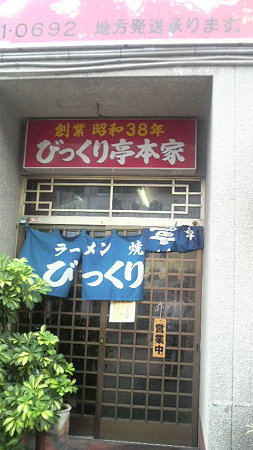 1-0692 地方発送承ります。
創業 昭和38年
びっくり亭本家
ラーメン 焼
びっくり
亭
営業中